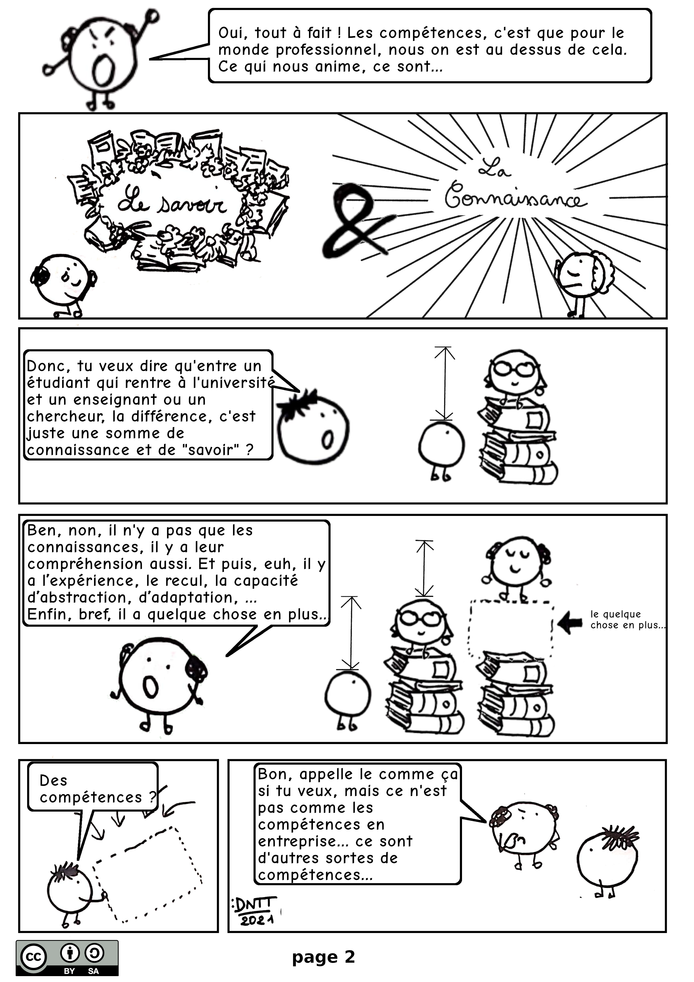 Oui, tout à fait ! Les compétences, c'est que pour le
monde professionnel, nous on est au dessus de cela.
Ce qui nous anime, ce sont...
Le savoir
&
La
Connaissance
Donc, tu veux dire qu'entre un
étudiant qui rentre à l'université
et un enseignant ou un
chercheur, la différence, c'est
juste une somme de
connaissance et de "savoir" ?
Ben, non, il n'y a pas que les
connaissances, il y a leur
compréhension aussi. Et puis, euh, il y
a l'expérience, le recul, la capacité
d'abstraction, d'adaptation, ...
Enfin, bref, il a quelque chose en plus..
le quelque
chose en plus...
Des
compétences ?
Bon, appelle le comme ça
si tu veux, mais ce n'est
pas comme les
compétences en
entreprise... ce sont
d'autres sortes de
compétences...
:DNTT
2021
cc
BY SA
page 2